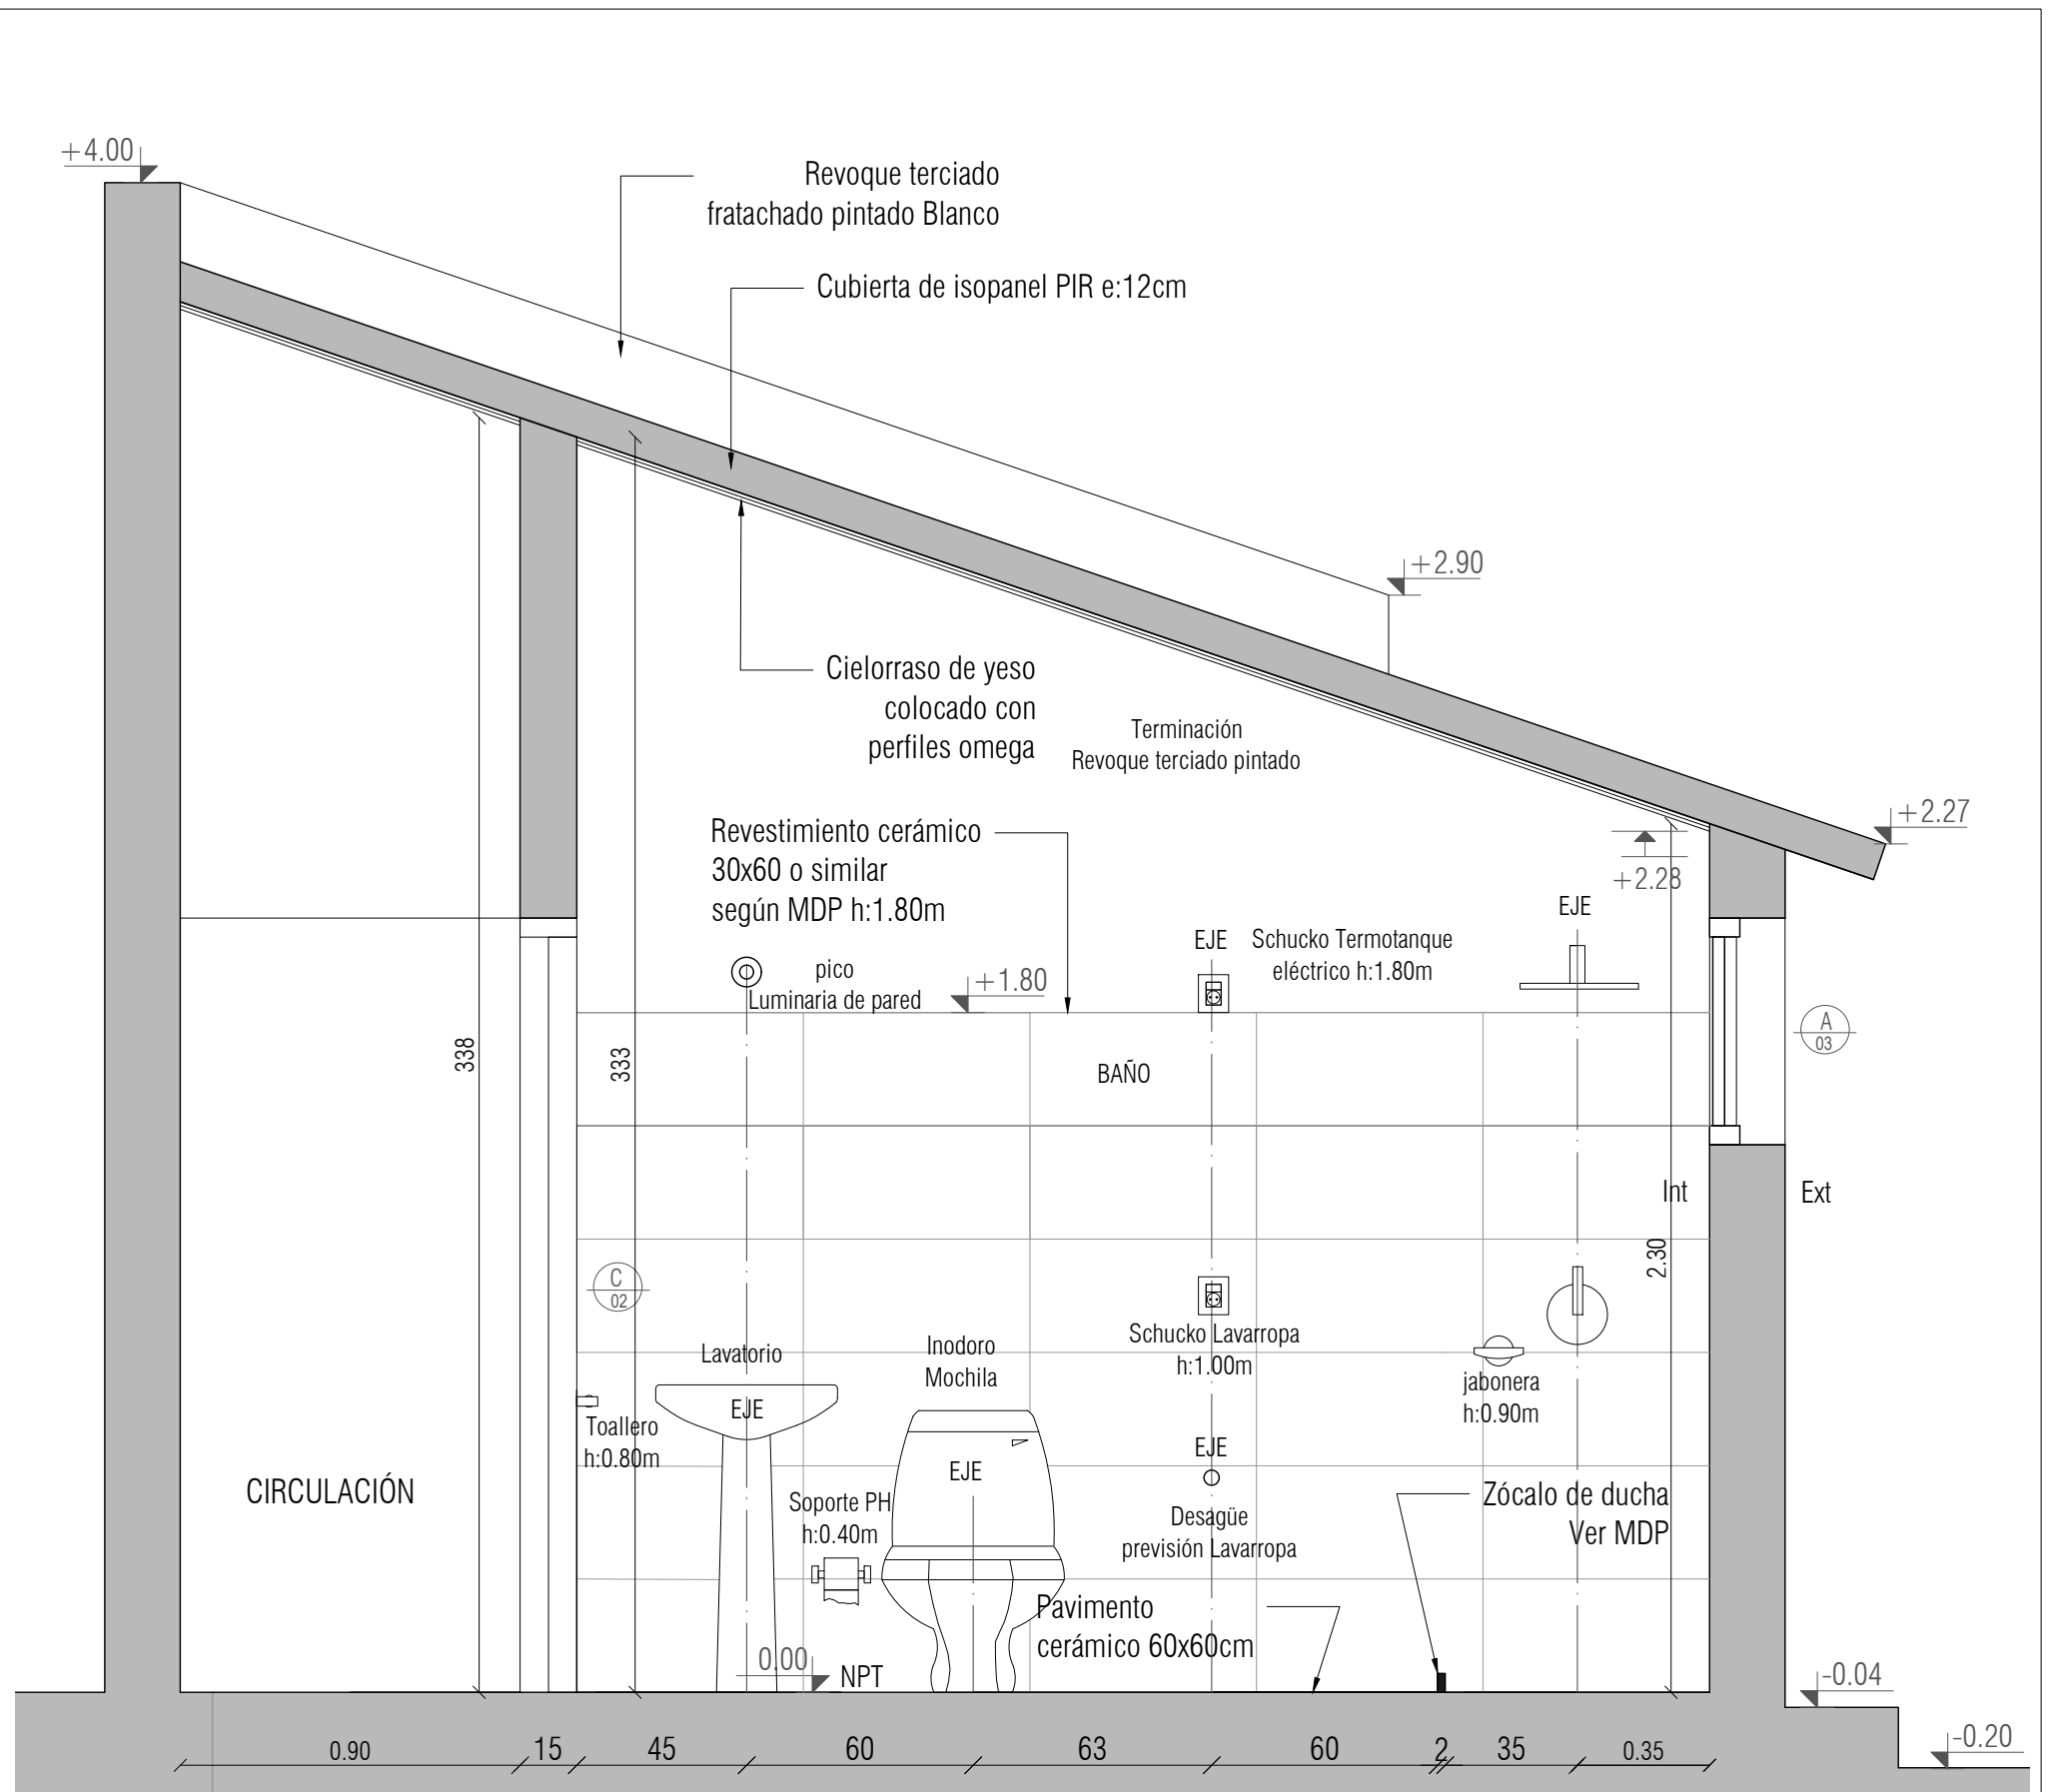 +4.00
Revoque terciado
fratachado pintado Blanco
Cubierta de isopanel PIR e:12cm
+2.90
Cielorraso de yeso
colocado con
perfiles omega
Terminación
Revoque terciado pintado
+2.27
Revestimiento cerámico
30x60 o similar
según MDP h:1.80m
+2.28
EJE
EJE
Schucko Termotanque
eléctrico h:1.80m
pico
Luminaria de pared
+1.80
A
03
338
333
BAÑO
Int
Ext
2.30
C
02
Schucko Lavarropa
h:1.00m
Lavatorio
Inodoro
Mochila
jabonera
h:0.90m
EJE
Toallero
h:0.80m
EJE
EJE
CIRCULACIÓN
Soporte PH
h:0.40m
Desagüe
previsión Lavarropa
Zócalo de ducha
Ver MDP
Pavimento
cerámico 60x60cm
0.00
NPT
-0.04
-0.20
0.90
15
45
60
63
60
2
35
0.35